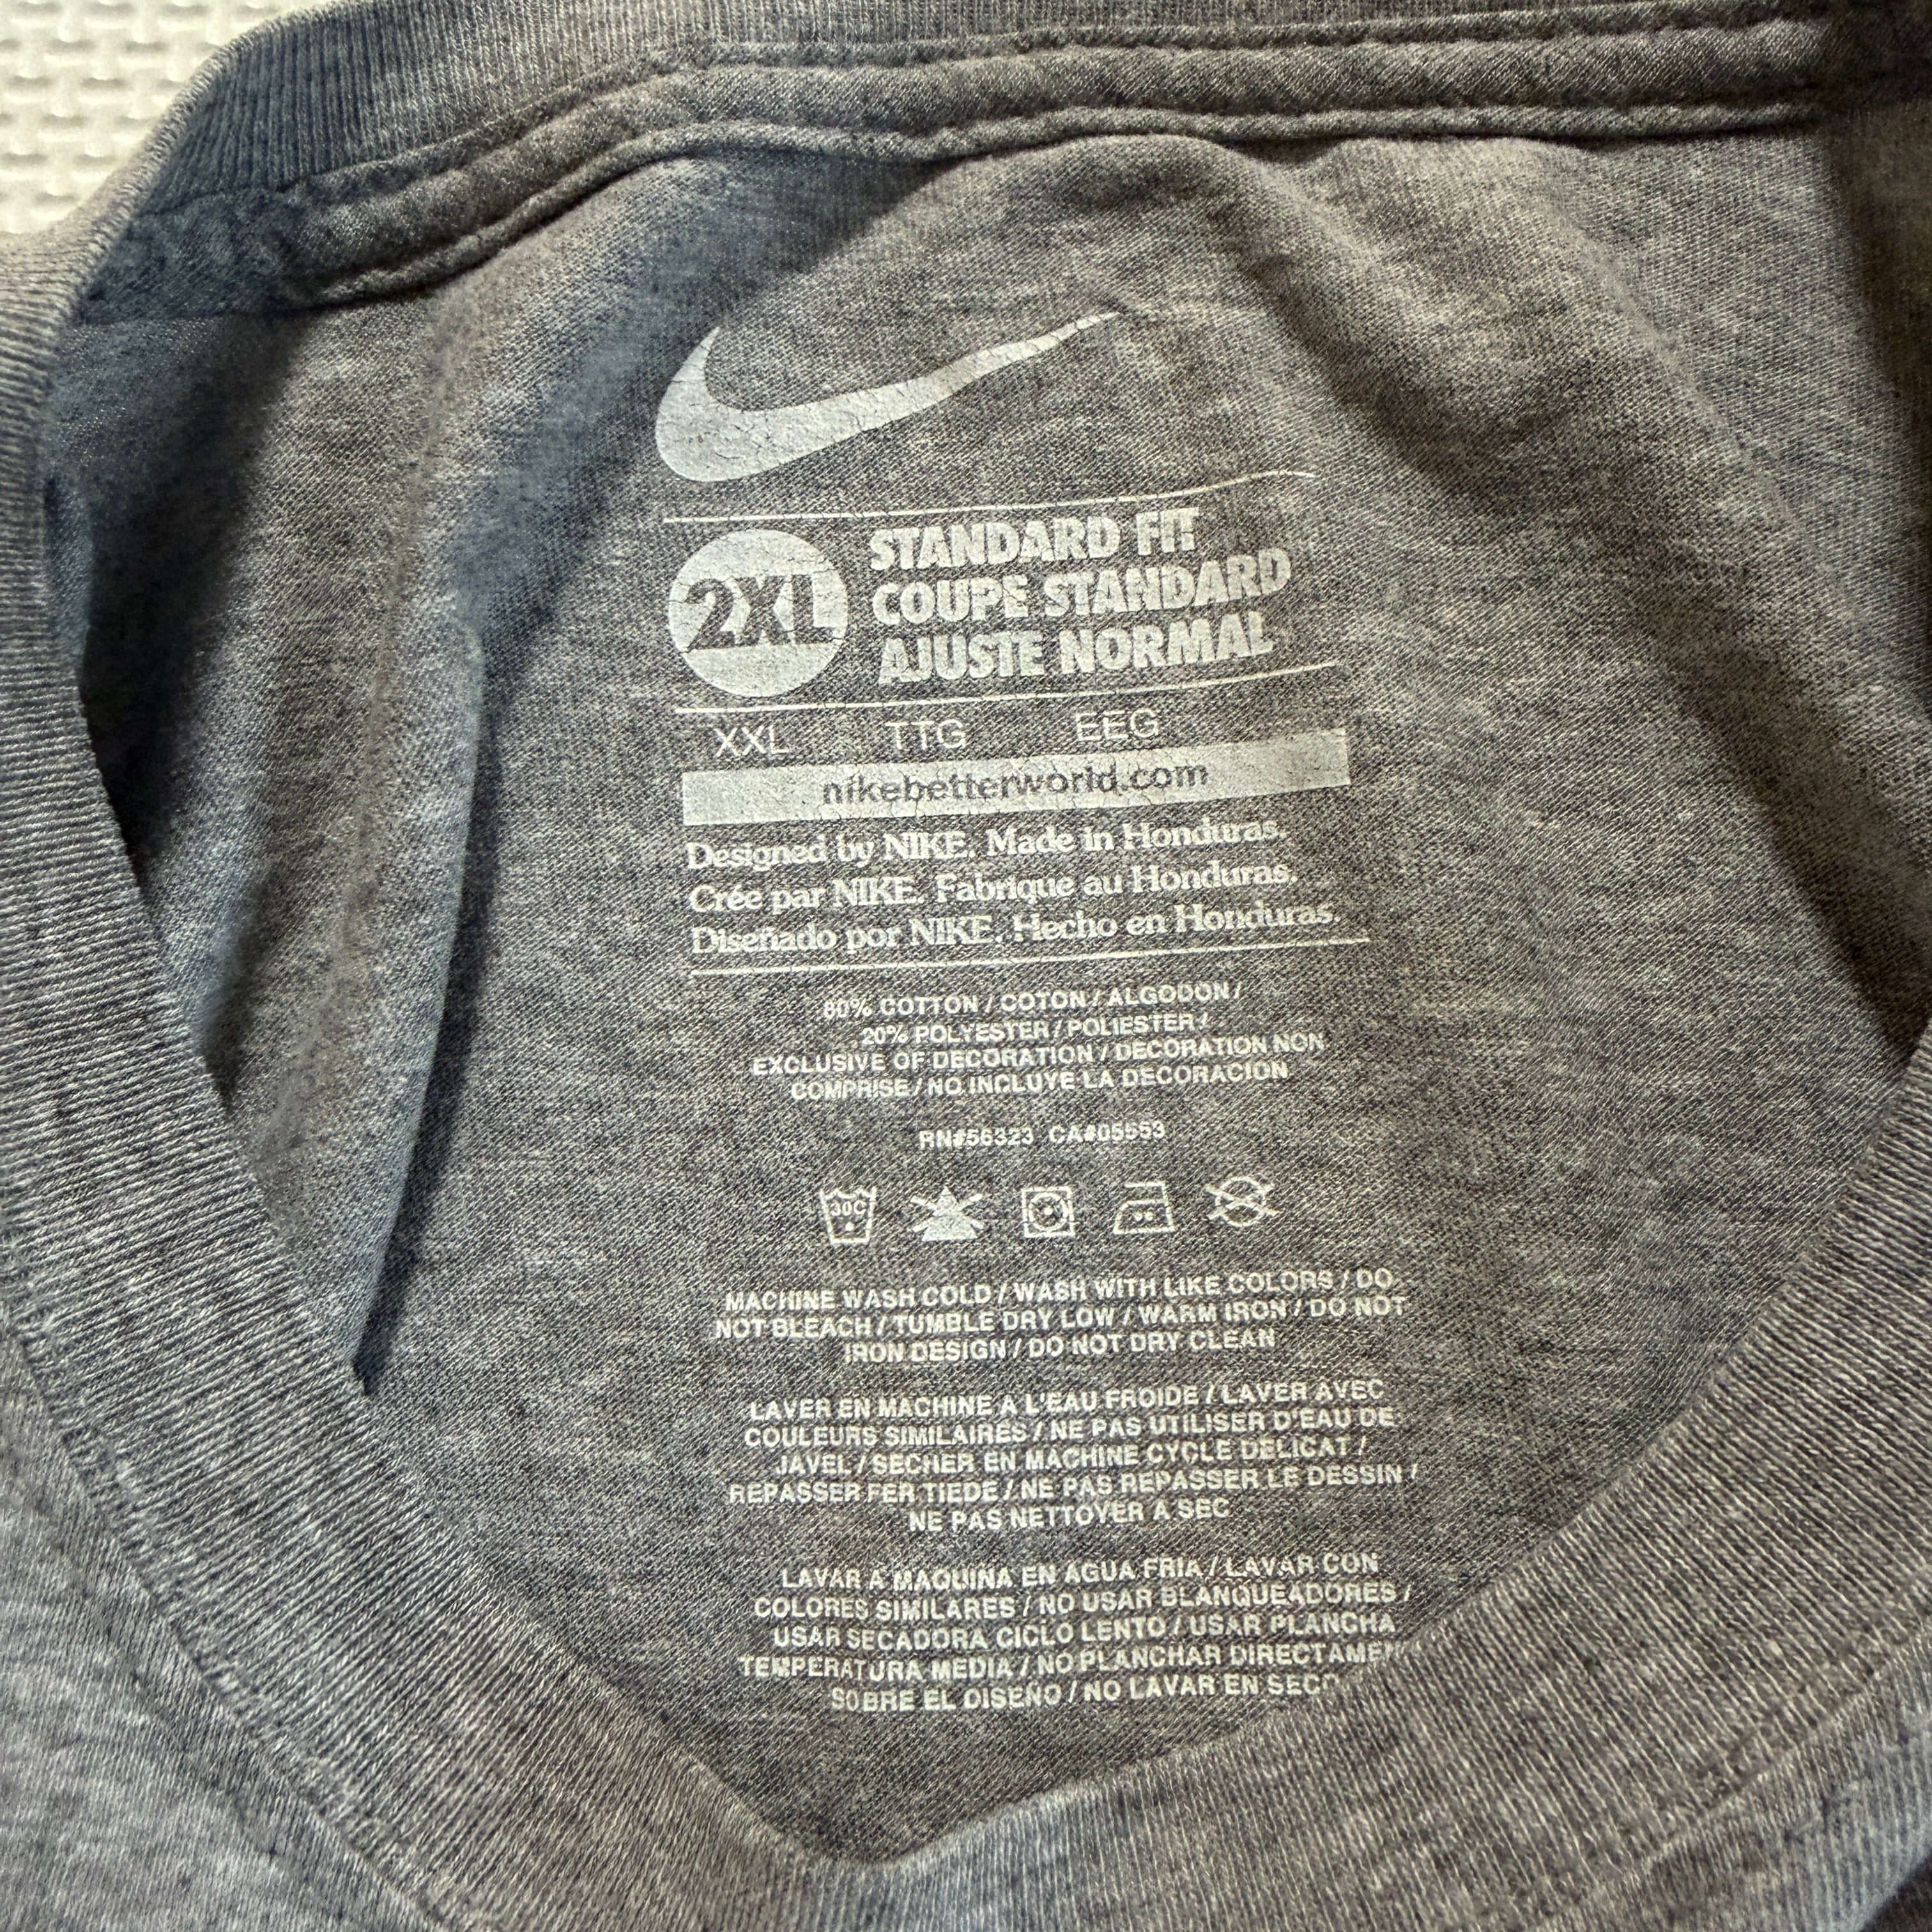 2XL
STANDARD FIT
COUPE STANDARD
AJUSTE NORMAL
XXL TTG EEG
nikebetterworld.com
Designed by NIKE. Made in Honduras.
Crée par NIKE. Fabrique au Honduras.
Diseñado por NIKE. Hecho en Honduras.
80% COTTON / COTON / ALGODON /
20% POLYESTER / POLIESTER /
EXCLUSIVE OF DECORATION / DECORATION NON
COMPRISE / NO INCLUYE LA DECORACION
RN#56323 CA#05553
30C
MACHINE WASH COLD / WASH WITH LIKE COLORS / DO
NOT BLEACH / TUMBLE DRY LOW / WARM IRON / DO NOT
IRON DESIGN / DO NOT DRY CLEAN
LAVER EN MACHINE A L'EAU FROIDE / LAVER AVEC
COULEURS SIMILAIRES / NE PAS UTILISER D'EAU DE
JAVEL / SECHER EN MACHINE CYCLE DELICAT /
REPASSER FER TIEDE / NE PAS REPASSER LE DESSIN /
NE PAS NETTOYER A SEC
LAVAR A MAQUINA EN AGUA FRIA / LAVAR CON
COLORES SIMILARES / NO USAR BLANQUEADORES /
USAR SECADORA CICLO LENTO / USAR PLANCHA
TEMPERATURA MEDIA / NO PLANCHAR DIRECTAMEN
SOBRE EL DISEÑO / NO LAVAR EN SECO